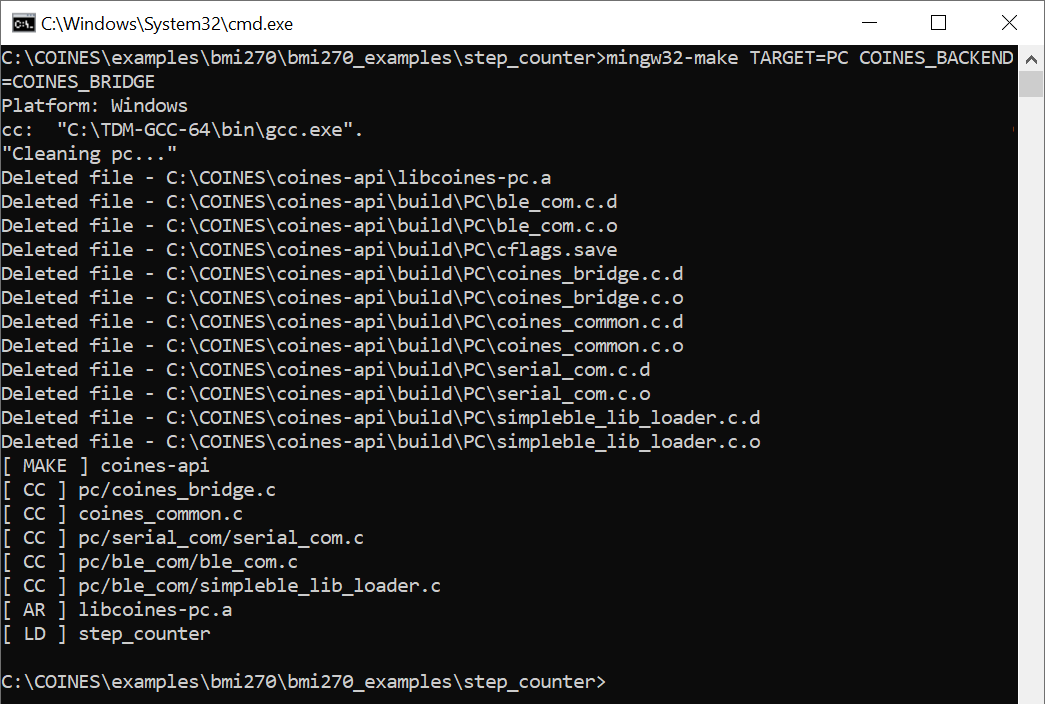 C:\Windows\System32\cmd.exe
C:\COINES\examples\bmi270\bmi270_examples\step_counter>mingw32-make TARGET=PC COINES_BACKEND
=COINES_BRIDGE
Platform: Windows
cc:  "C:\TDM-GCC-64\bin\gcc.exe".
"Cleaning pc..."
Deleted file - C:\COINES\coines-api\libcoines-pc.a
Deleted file - C:\COINES\coines-api\build\PC\ble_com.c.d
Deleted file - C:\COINES\coines-api\build\PC\ble_com.c.o
Deleted file - C:\COINES\coines-api\build\PC\cflags.save
Deleted file - C:\COINES\coines-api\build\PC\coines_bridge.c.d
Deleted file - C:\COINES\coines-api\build\PC\coines_bridge.c.o
Deleted file - C:\COINES\coines-api\build\PC\coines_common.c.d
Deleted file - C:\COINES\coines-api\build\PC\coines_common.c.o
Deleted file - C:\COINES\coines-api\build\PC\serial_com.c.d
Deleted file - C:\COINES\coines-api\build\PC\serial_com.c.o
Deleted file - C:\COINES\coines-api\build\PC\simpleble_lib_loader.c.d
Deleted file - C:\COINES\coines-api\build\PC\simpleble_lib_loader.c.o
[ MAKE ] coines-api
[ CC ] pc/coines_bridge.c
[ CC ] coines_common.c
[ CC ] pc/serial_com/serial_com.c
[ CC ] pc/ble_com/ble_com.c
[ CC ] pc/ble_com/simpleble_lib_loader.c
[ AR ] libcoines-pc.a
[ LD ] step_counter
C:\COINES\examples\bmi270\bmi270_examples\step_counter>